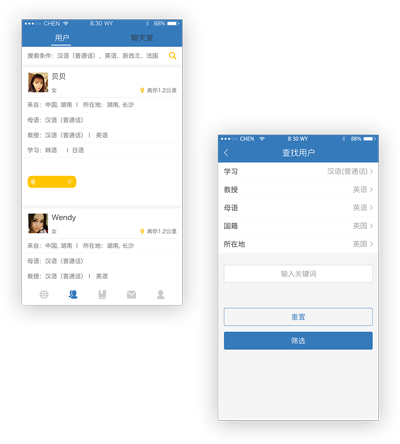 CHEN 8:30 WY 88%
用户 聊天室
搜索条件: 汉语（普通话），英语，新西兰，法国
贝贝
女 离你1.2公里
来自: 中国, 湖南 | 所在地: 湖南, 长沙
母语: 汉语（普通话）
教授: 汉语（普通话） | 英语
学习: 韩语 | 日语
Wendy
女 离你1.2公里
来自: 中国, 湖南 | 所在地: 湖南, 长沙
母语: 汉语（普通话）
教授: 汉语（普通话） | 英语
CHEN 8:30 WY 88%
查找用户
学习 汉语(普通话)
教授 英语
母语 英语
国籍 英国
所在地 英国
输入关键词
重置
筛选